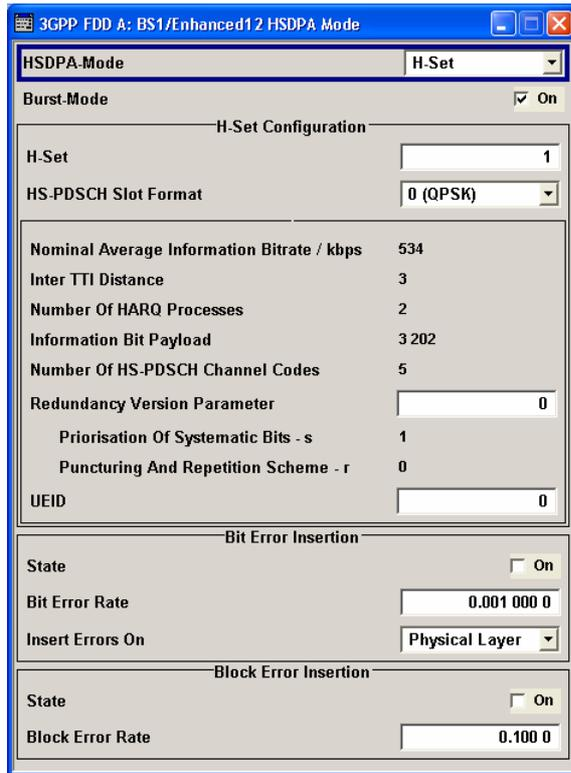 3GPP FDD A: BS1/Enhanced12 HSDPA Mode
HSDPA-Mode H-Set
Burst-Mode On
H-Set Configuration
H-Set 1
HS-PDSCH Slot Format 0 (QPSK)
Nominal Average Information Bitrate / kbps 534
Inter TTI Distance 3
Number Of HARQ Processes 2
Information Bit Payload 3 202
Number Of HS-PDSCH Channel Codes 5
Redundancy Version Parameter 0
Priorisation Of Systematic Bits - s 1
Puncturing And Repetition Scheme - r 0
UEID 0
Bit Error Insertion
State On
Bit Error Rate 0.001 000 0
Insert Errors On Physical Layer
Block Error Insertion
State On
Block Error Rate 0.100 0